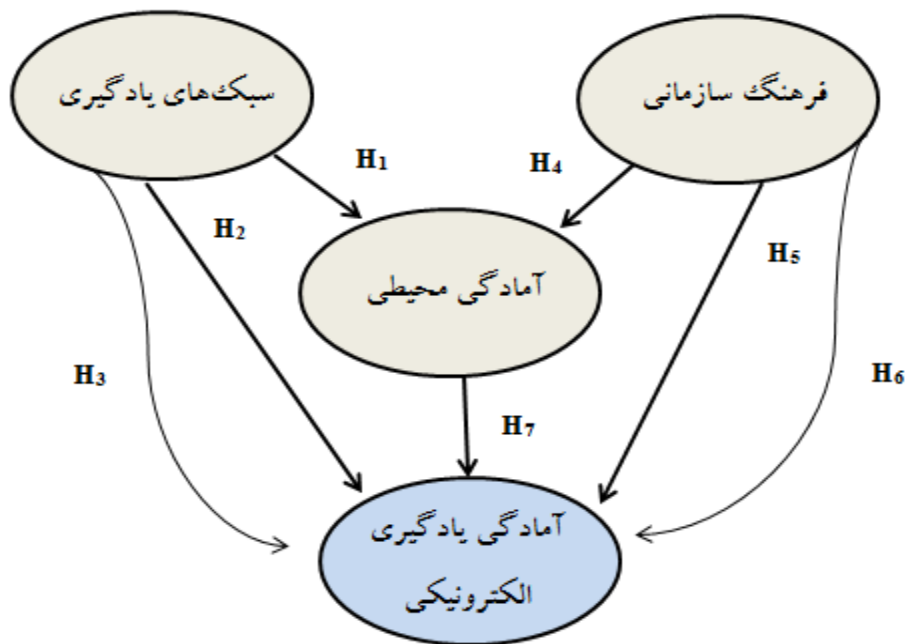 فرهنگ سازمانی
سبک‌های یادگیری
H₄
H₁
H₂
H₅
آمادگی محیطی
H₃
H₆
H₇
آمادگی یادگیری
الکترونیکی